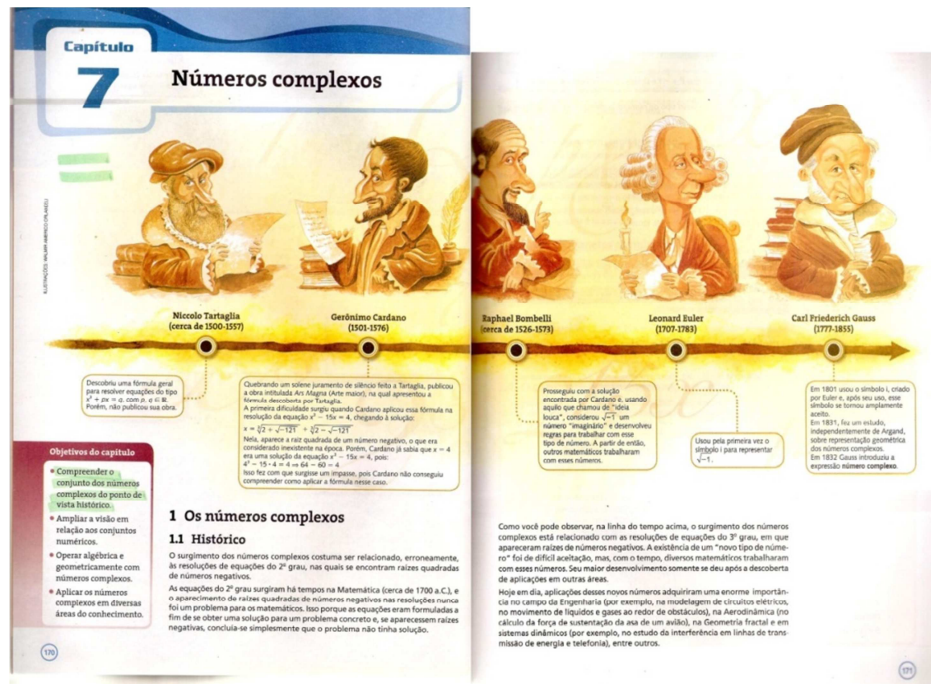 Capítulo
7
Números complexos
Niccolo Tartaglia
(cerca de 1500-1557)
Gerônimo Cardano
(1501-1576)
Raphael Bombelli
(cerca de 1526-1573)
Leonard Euler
(1707-1783)
Carl Friederich Gauss
(1777-1855)
Descobriu uma fórmula geral
para resolver equações do tipo
x³ + px = q, com p, q ∈ ℝ.
Porém, não publicou sua obra.
Quebrando um solene juramento de silêncio feito a Tartaglia, publicou
a obra intitulada Ars Magna (Arte maior), na qual apresentou a
fórmula descoberta por Tartaglia.
A primeira dificuldade surgiu quando Cardano aplicou essa fórmula na
resolução da equação x³ − 15x = 4, chegando à solução:
x = ∛(2 + √−121) + ∛(2 − √−121)
Nela, aparece a raiz quadrada de um número negativo, o que era
considerado inexistente na época. Porém, Cardano já sabia que x = 4
era uma solução da equação x³ − 15x = 4, pois:
4³ − 15 · 4 = 4 ⇒ 64 − 60 = 4
Isso fez com que surgisse um impasse, pois Cardano não conseguiu
compreender como aplicar a fórmula nesse caso.
Prosseguiu com a solução
encontrada por Cardano e, usando
aquilo que chamou de "ideia
louca", considerou √−1 um
número "imaginário" e desenvolveu
regras para trabalhar com esse
tipo de número. A partir de então,
outros matemáticos trabalharam
com esses números.
Usou pela primeira vez o
símbolo i para representar
√−1.
Em 1801 usou o símbolo i, criado
por Euler e, após seu uso, esse
símbolo se tornou amplamente
aceito.
Em 1831, fez um estudo,
independentemente de Argand,
sobre representação geométrica
dos números complexos.
Em 1832 Gauss introduziu a
expressão número complexo.
Objetivos do capítulo
• Compreender o
conjunto dos números
complexos do ponto de
vista histórico.
• Ampliar a visão em
relação aos conjuntos
numéricos.
• Operar algébrica e
geometricamente com
números complexos.
• Aplicar os números
complexos em diversas
áreas do conhecimento.
1 Os números complexos
1.1 Histórico
O surgimento dos números complexos costuma ser relacionado, erroneamente,
às resoluções de equações do 2º grau, nas quais se encontram raízes quadradas
de números negativos.
As equações do 2º grau surgiram há tempos na Matemática (cerca de 1700 a.C.), e
o aparecimento de raízes quadradas de números negativos nas resoluções nunca
foi um problema para os matemáticos. Isso porque as equações eram formuladas a
fim de se obter uma solução para um problema concreto e, se aparecessem raízes
negativas, concluía-se simplesmente que o problema não tinha solução.
170
Como você pode observar, na linha do tempo acima, o surgimento dos números
complexos está relacionado com as resoluções de equações do 3º grau, em que
apareceram raízes de números negativos. A existência de um "novo tipo de núme-
ro" foi de difícil aceitação, mas, com o tempo, diversos matemáticos trabalharam
com esses números. Seu maior desenvolvimento somente se deu após a descoberta
de aplicações em outras áreas.
Hoje em dia, aplicações desses novos números adquiriram uma enorme importân-
cia no campo da Engenharia (por exemplo, na modelagem de circuitos elétricos,
no movimento de líquidos e gases ao redor de obstáculos), na Aerodinâmica (no
cálculo da força de sustentação da asa de um avião), na Geometria fractal e em
sistemas dinâmicos (por exemplo, no estudo da interferência em linhas de trans-
missão de energia e telefonia), entre outros.
171